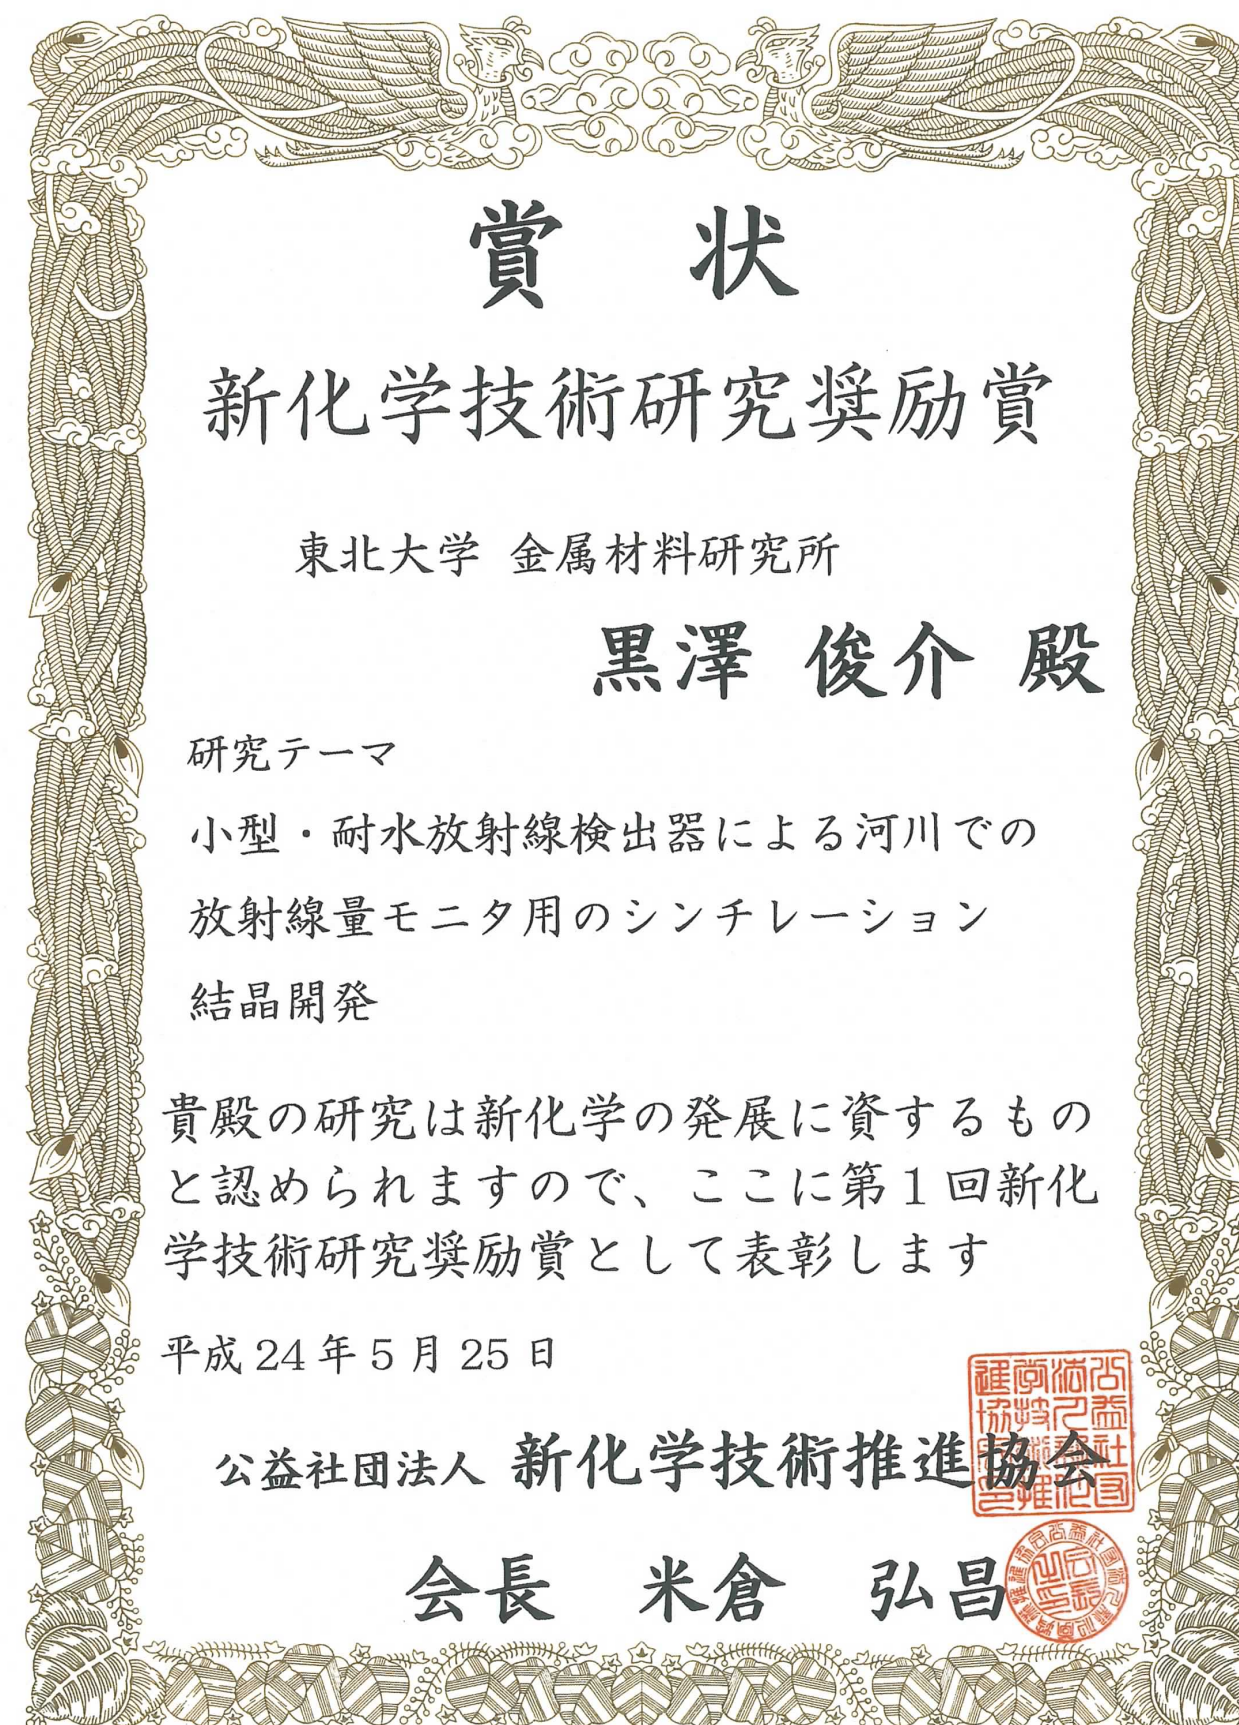 賞 状
新化学技術研究奨励賞
東北大学 金属材料研究所
黒澤 俊介 殿
研究テーマ
小型・耐水放射線検出器による河川での
放射線量モニタ用のシンチレーション
結晶開発
貴殿の研究は新化学の発展に資するもの
と認められますので、ここに第1回新化
学技術研究奨励賞として表彰します
平成24年5月25日
公益社団法人 新化学技術推進協会
会長 米倉 弘昌